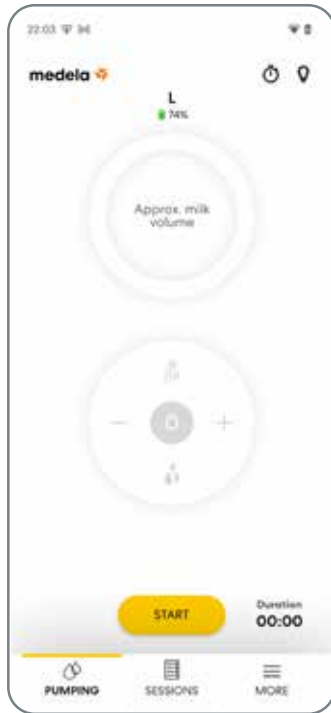 22:03
medela
L
74%
Approx. milk
volume
START
Duration
00:00
PUMPING
SESSIONS
MORE